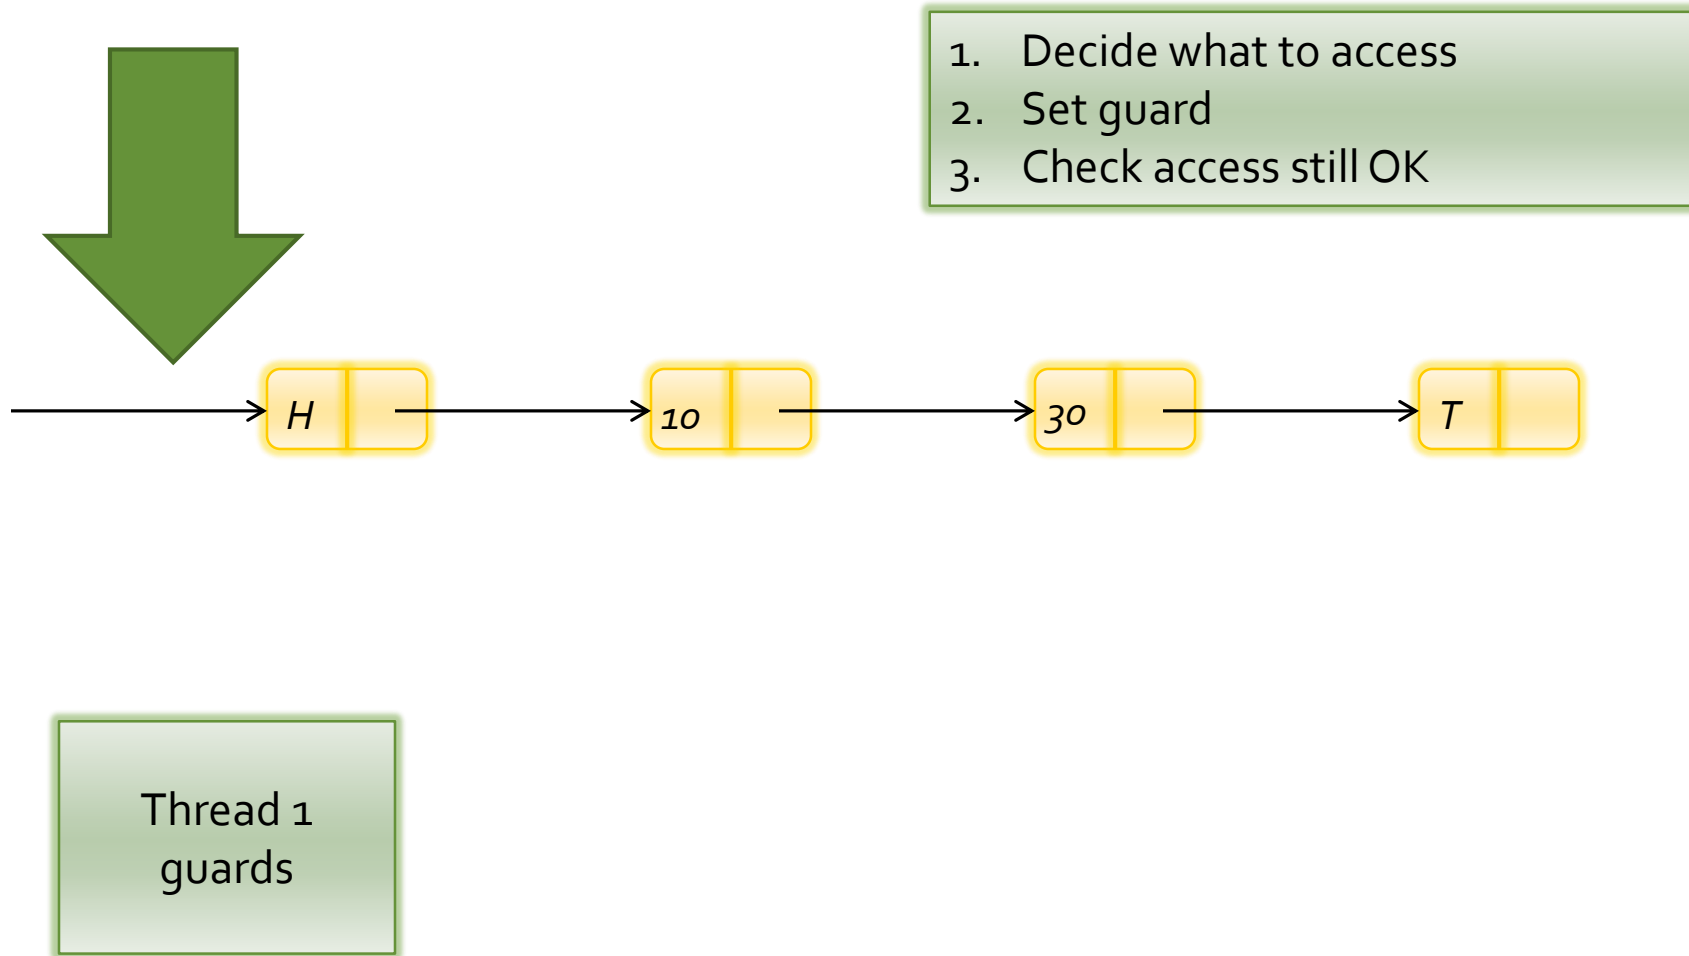 1. Decide what to access
2. Set guard
3. Check access still OK
H 10 30 T
Thread 1
guards